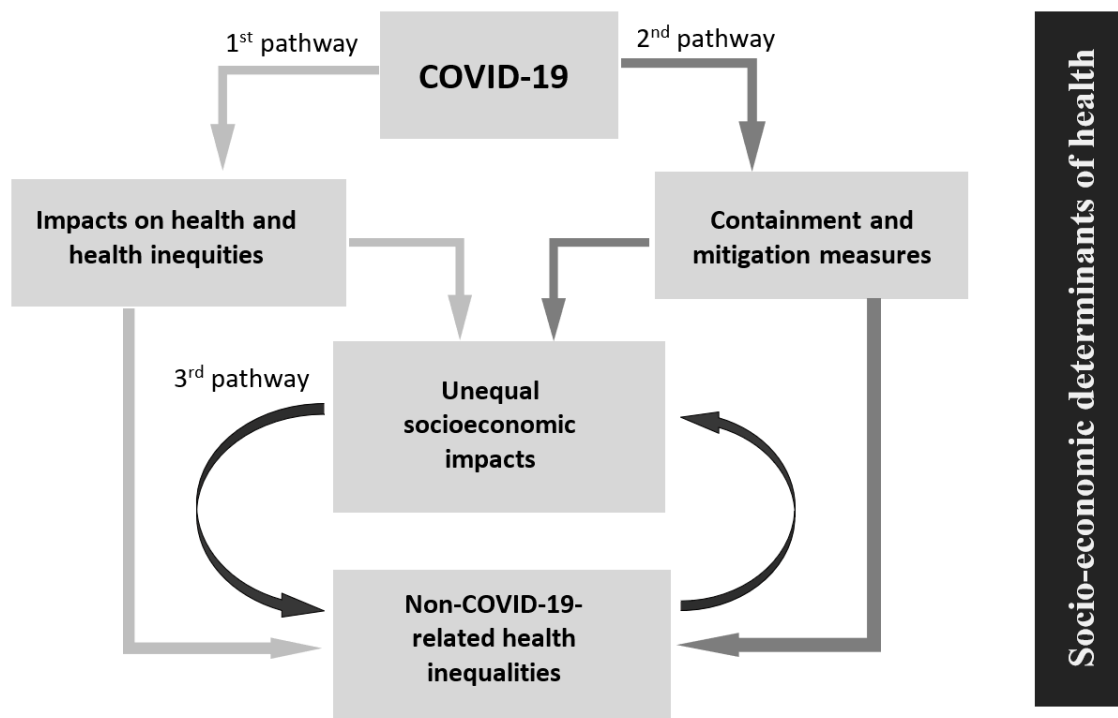 1st pathway
2nd pathway
COVID-19
Impacts on health and
health inequities
Containment and
mitigation measures
3rd pathway
Unequal
socioeconomic
impacts
Non-COVID-19-
related health
inequalities
Socio-economic determinants of health